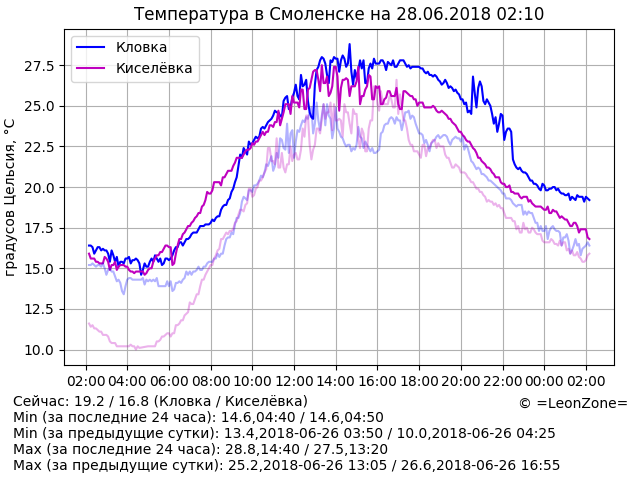 Температура в Смоленске на 28.06.2018 02:10
Кловка
Киселёвка
градусов Цельсия, °C
27.5
25.0
22.5
20.0
17.5
15.0
12.5
10.0
02:00 04:00 06:00 08:00 10:00 12:00 14:00 16:00 18:00 20:00 22:00 00:00 02:00
Сейчас: 19.2 / 16.8 (Кловка / Киселёвка)
© =LeonZone=
Min (за последние 24 часа): 14.6,04:40 / 14.6,04:50
Min (за предыдущие сутки): 13.4,2018-06-26 03:50 / 10.0,2018-06-26 04:25
Max (за последние 24 часа): 28.8,14:40 / 27.5,13:20
Max (за предыдущие сутки): 25.2,2018-06-26 13:05 / 26.6,2018-06-26 16:55